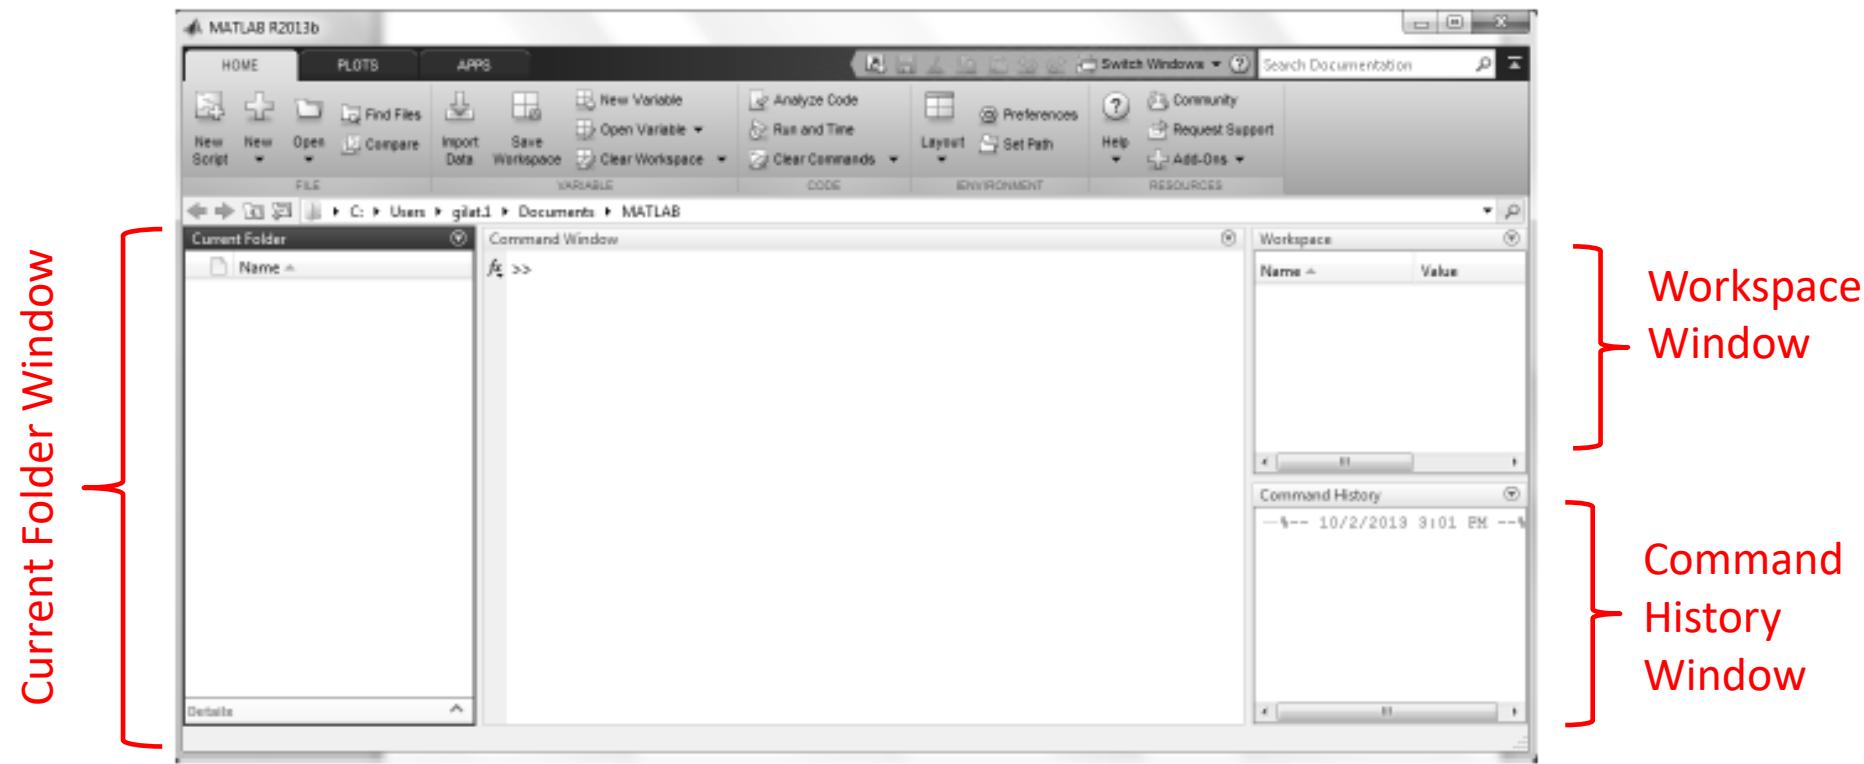 MATLAB R2013b
HOME PLOTS APPS
Switch Windows
Search Documentation
New Script
New
Open
Find Files
Compare
Import Data
Save Workspace
New Variable
Open Variable
Clear Workspace
Analyze Code
Run and Time
Clear Commands
Layout
Preferences
Set Path
Help
Community
Request Support
Add-Ons
FILE VARIABLE CODE ENVIRONMENT RESOURCES
C: Users gilat.1 Documents MATLAB
Current Folder
Name
Details
Command Window
fx >>
Workspace
Name Value
Command History
--%-- 10/2/2013 3:01 PM --%
Current Folder Window
Workspace
Window
Command
History
Window